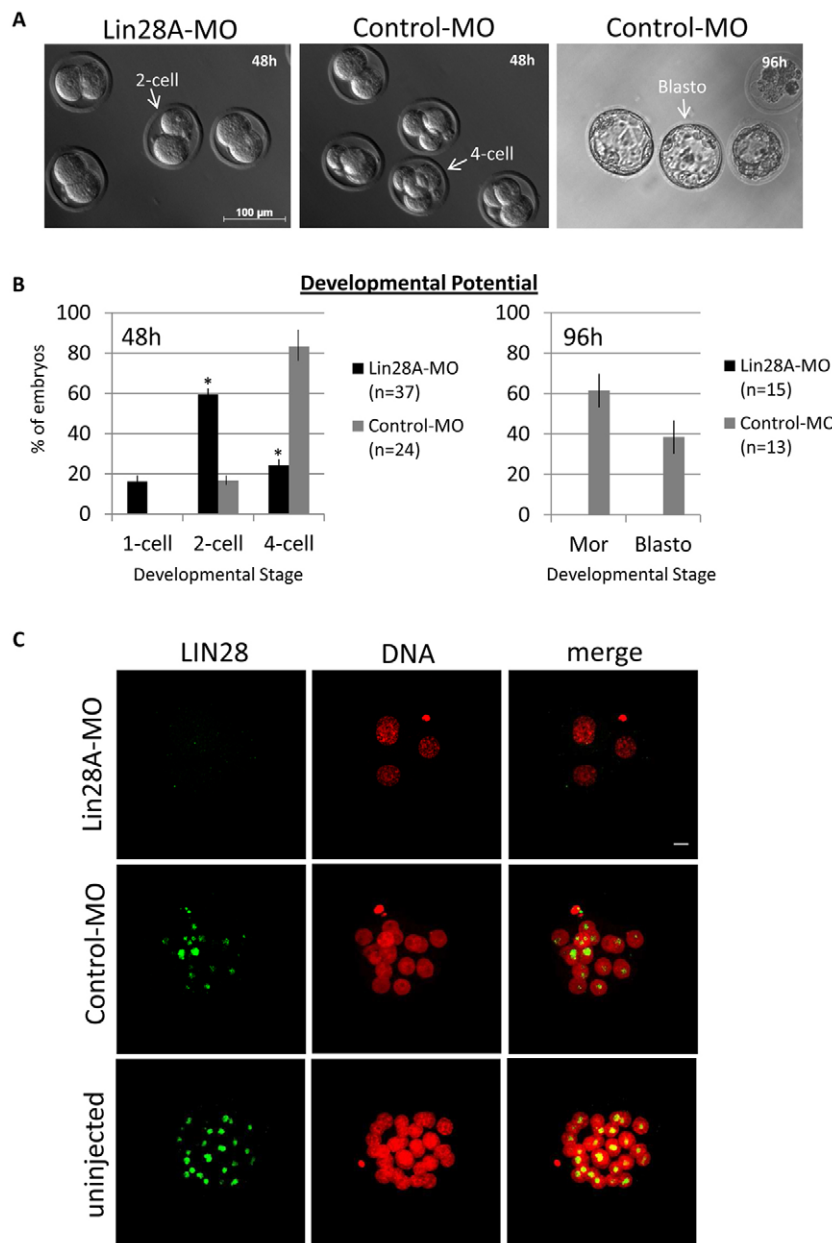 A
Lin28A-MO
Control-MO
Control-MO
48h
2-cell
100 µm
48h
4-cell
96h
Blasto
B
Developmental Potential
% of embryos
100
80
60
40
20
0
48h
*
*
1-cell
2-cell
4-cell
Developmental Stage
Lin28A-MO
(n=37)
Control-MO
(n=24)
100
80
60
40
20
0
96h
Mor
Blasto
Developmental Stage
Lin28A-MO
(n=15)
Control-MO
(n=13)
C
LIN28
DNA
merge
Lin28A-MO
Control-MO
uninjected